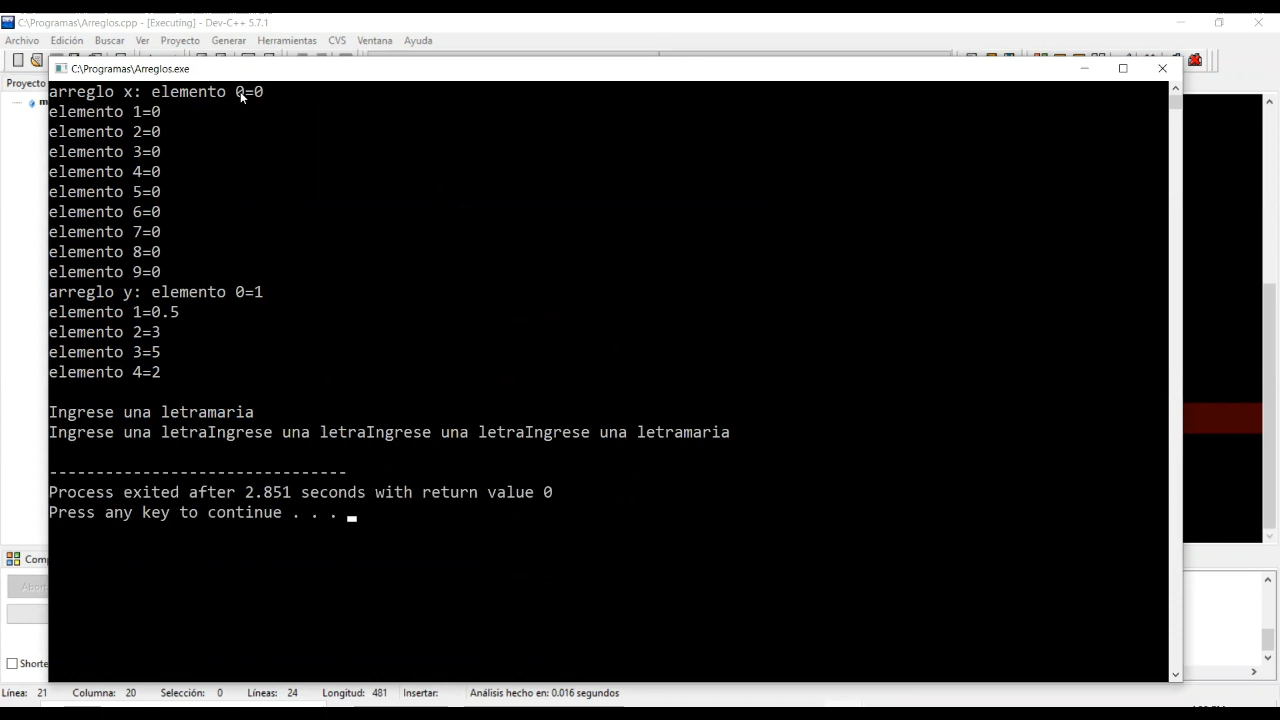 C:\Programas\Arreglos.cpp - [Executing] - Dev-C++ 5.7.1
Archivo Edición Buscar Ver Proyecto Generar Herramientas CVS Ventana Ayuda
C:\Programas\Arreglos.exe
Proyecto
arreglo x: elemento 0=0
elemento 1=0
elemento 2=0
elemento 3=0
elemento 4=0
elemento 5=0
elemento 6=0
elemento 7=0
elemento 8=0
elemento 9=0
arreglo y: elemento 0=1
elemento 1=0.5
elemento 2=3
elemento 3=5
elemento 4=2
Ingrese una letramaria
Ingrese una letraIngrese una letraIngrese una letraIngrese una letramaria
--------------------------------
Process exited after 2.851 seconds with return value 0
Press any key to continue . . .
Comp
Abor
Shorte
Línea: 21 Columna: 20 Selección: 0 Líneas: 24 Longitud: 481 Insertar: Análisis hecho en: 0.016 segundos